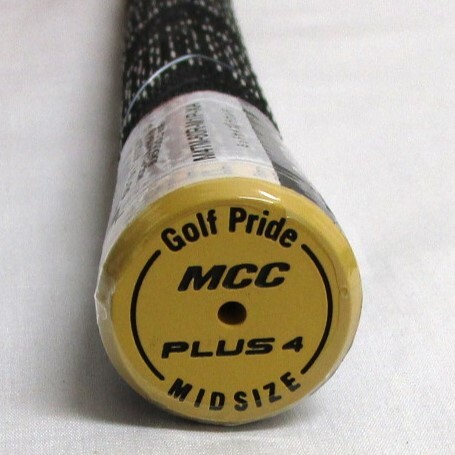 Golf Pride
MCC
PLUS 4
MIDSIZE